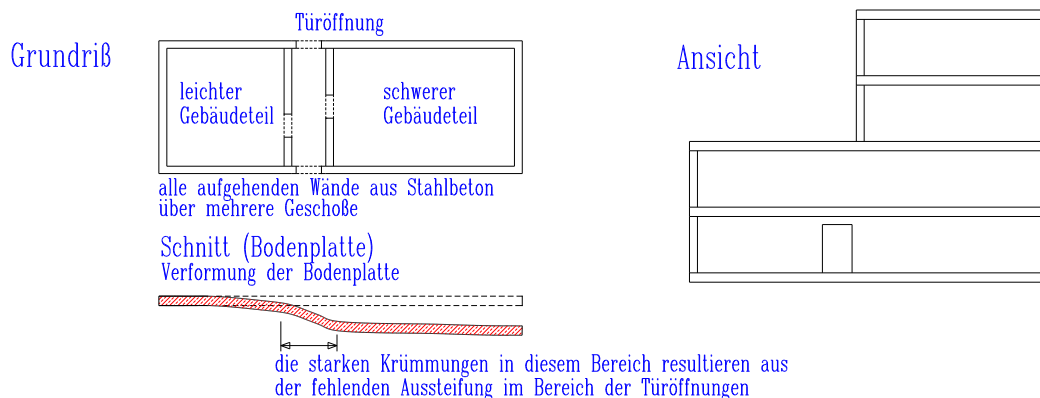 Türöffnung
Grundriß
Ansicht
leichter
Gebäudeteil
schwerer
Gebäudeteil
alle aufgehenden Wände aus Stahlbeton
über mehrere Geschoße
Schnitt (Bodenplatte)
Verformung der Bodenplatte
die starken Krümmungen in diesem Bereich resultieren aus
der fehlenden Aussteifung im Bereich der Türöffnungen